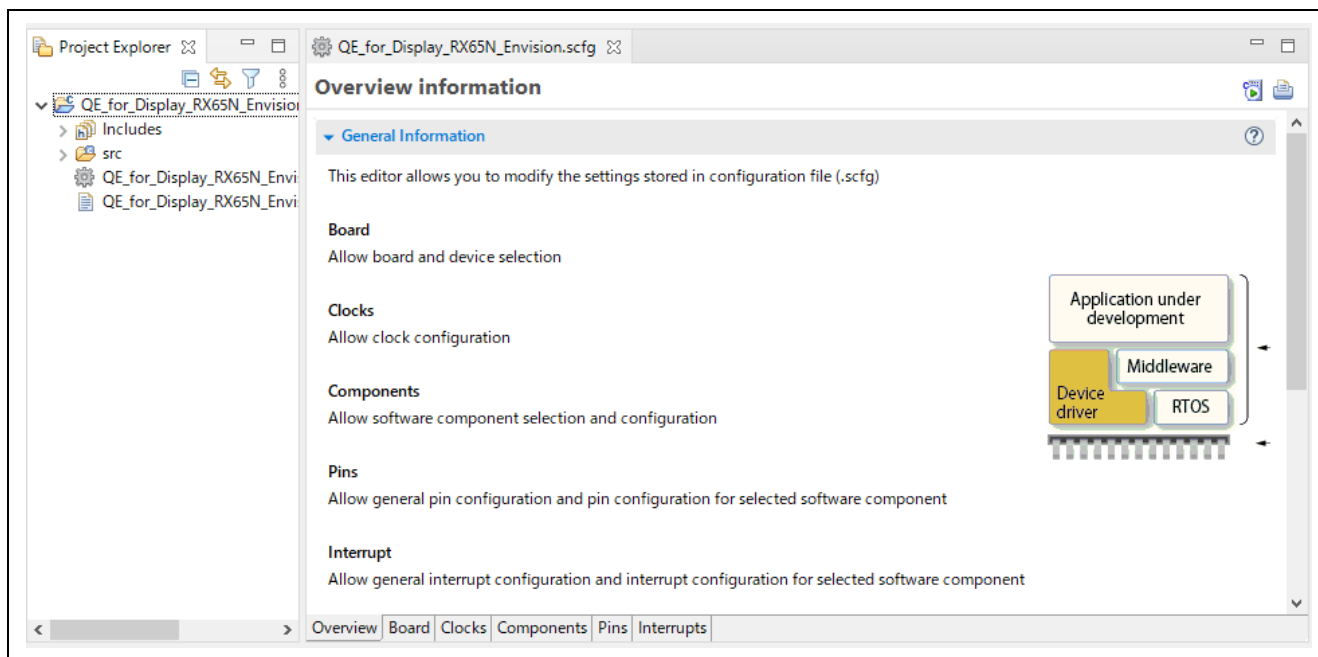 Project Explorer
QE_for_Display_RX65N_Envision
Includes
src
QE_for_Display_RX65N_Envi
QE_for_Display_RX65N_Envi
QE_for_Display_RX65N_Envision.scfg
Overview information
General Information
This editor allows you to modify the settings stored in configuration file (.scfg)
Board
Allow board and device selection
Clocks
Allow clock configuration
Components
Allow software component selection and configuration
Pins
Allow general pin configuration and pin configuration for selected software component
Interrupt
Allow general interrupt configuration and interrupt configuration for selected software component
Application under
development
Middleware
Device
driver
RTOS
Overview Board Clocks Components Pins Interrupts